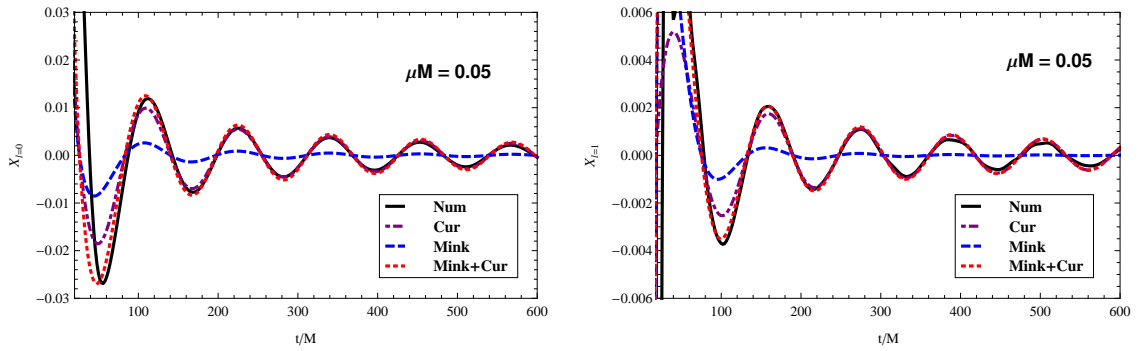 0.03
0.02
0.01
0.00
−0.01
−0.02
−0.03
X_{l=0}
μM = 0.05
Num
Cur
Mink
Mink+Cur
100 200 300 400 500 600
t/M
0.006
0.004
0.002
0.000
−0.002
−0.004
−0.006
X_{l=1}
μM = 0.05
Num
Cur
Mink
Mink+Cur
100 200 300 400 500 600
t/M